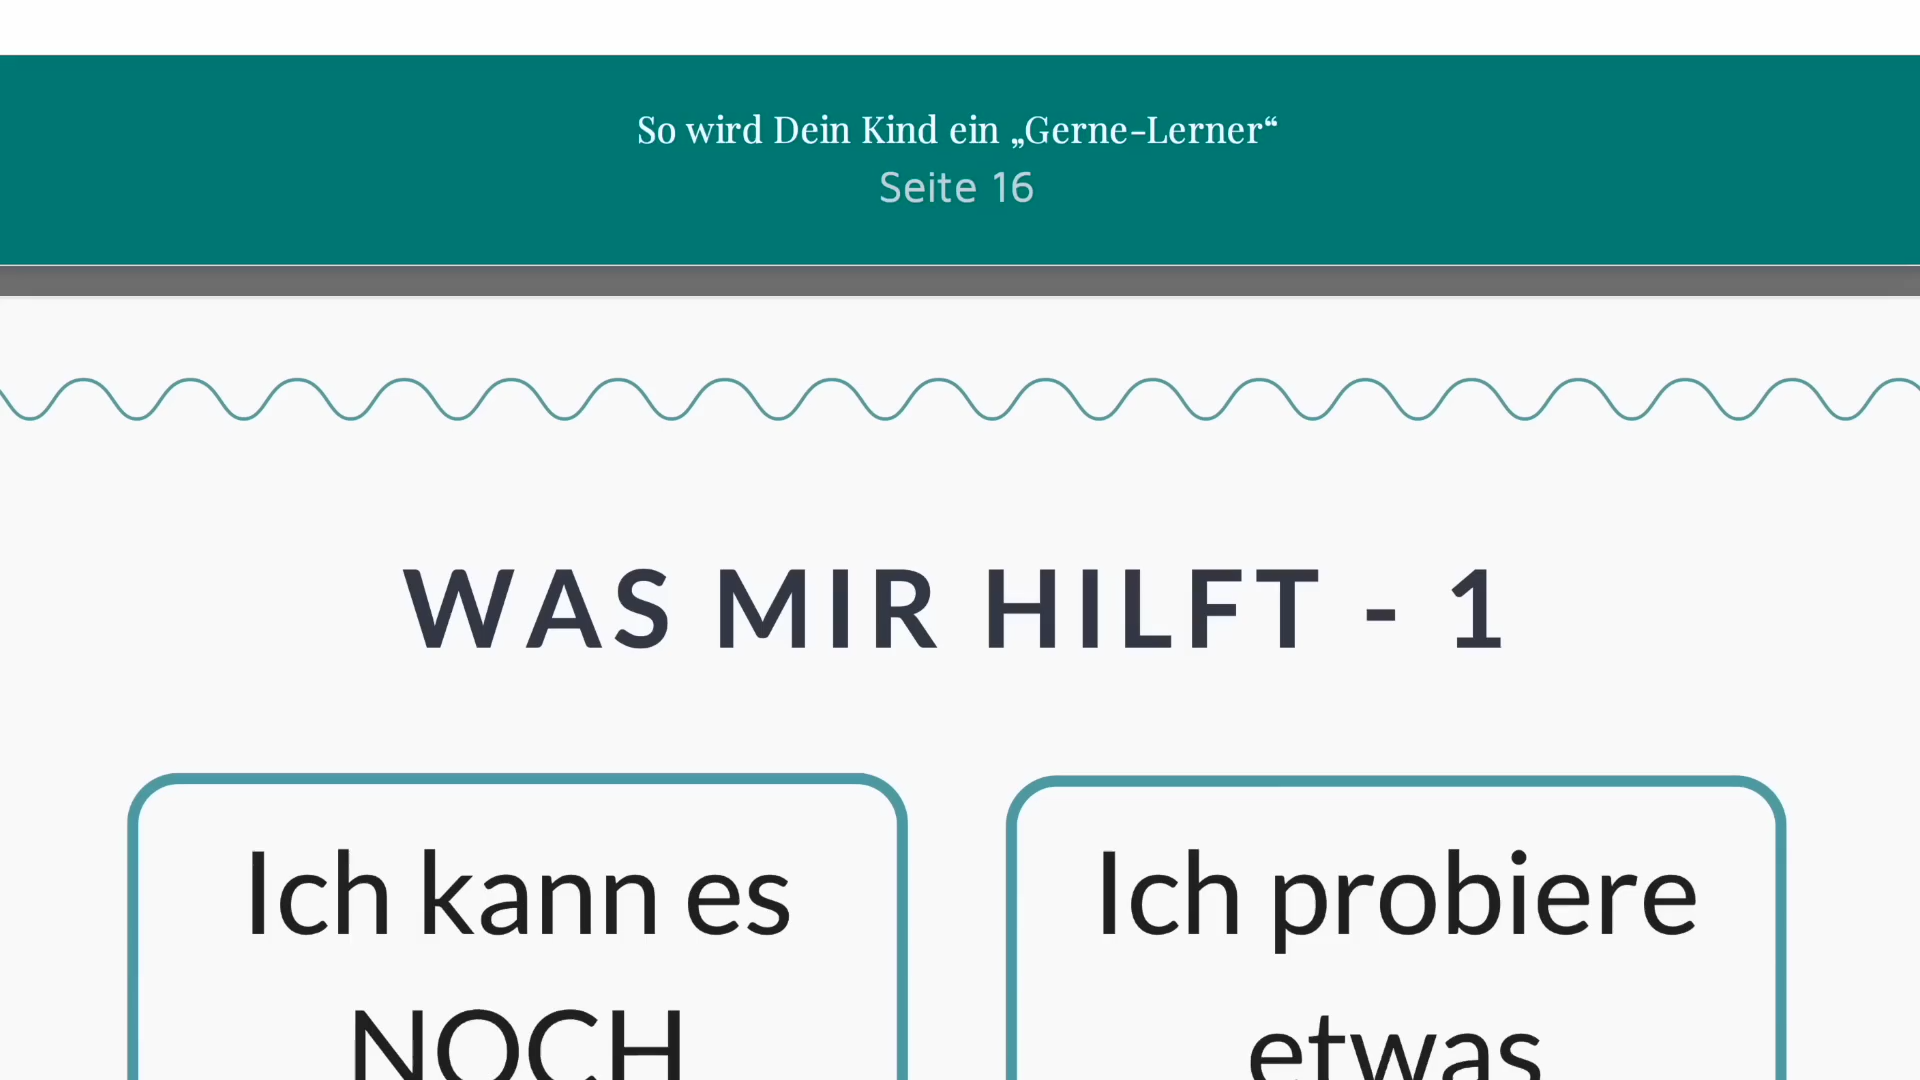 So wird Dein Kind ein „Gerne-Lerner“
Seite 16
WAS MIR HILFT - 1
Ich kann es
NOCH
Ich probiere
etwas